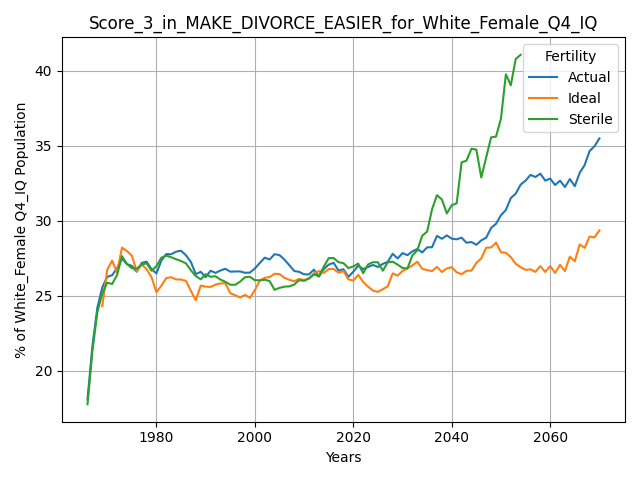 Score_3_in_MAKE_DIVORCE_EASIER_for_White_Female_Q4_IQ
% of White_Female Q4_IQ Population
40
35
30
25
20
Fertility
Actual
Ideal
Sterile
1980
2000
2020
2040
2060
Years